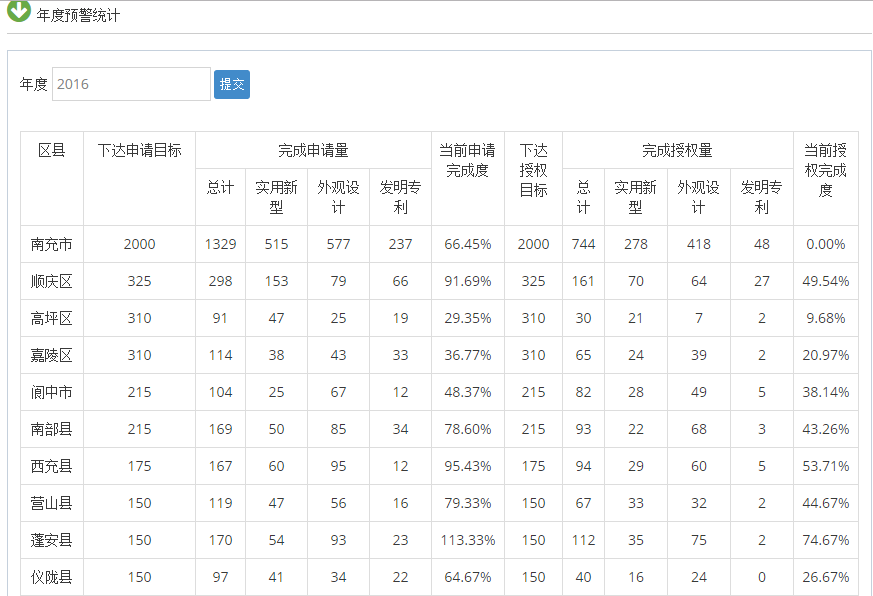 年度预警统计
年度 2016 提交
区县 下达申请目标 完成申请量 当前申请完成度 下达授权目标 完成授权量 当前授权完成度
总计 实用新型 外观设计 发明专利 总计 实用新型 外观设计 发明专利
南充市 2000 1329 515 577 237 66.45% 2000 744 278 418 48 0.00%
顺庆区 325 298 153 79 66 91.69% 325 161 70 64 27 49.54%
高坪区 310 91 47 25 19 29.35% 310 30 21 7 2 9.68%
嘉陵区 310 114 38 43 33 36.77% 310 65 24 39 2 20.97%
阆中市 215 104 25 67 12 48.37% 215 82 28 49 5 38.14%
南部县 215 169 50 85 34 78.60% 215 93 22 68 3 43.26%
西充县 175 167 60 95 12 95.43% 175 94 29 60 5 53.71%
营山县 150 119 47 56 16 79.33% 150 67 33 32 2 44.67%
蓬安县 150 170 54 93 23 113.33% 150 112 35 75 2 74.67%
仪陇县 150 97 41 34 22 64.67% 150 40 16 24 0 26.67%